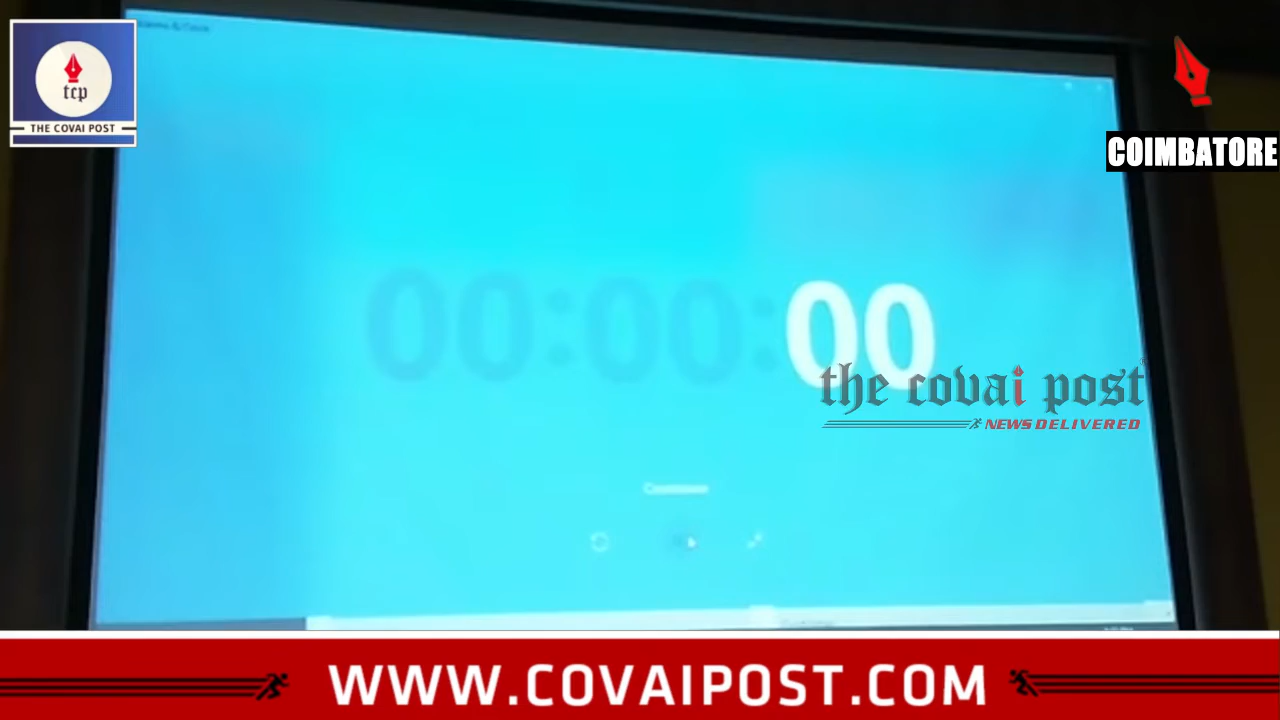 tcp
THE COVAI POST
COIMBATORE
00:00:00
the covai post
NEWS DELIVERED
WWW.COVAIPOST.COM